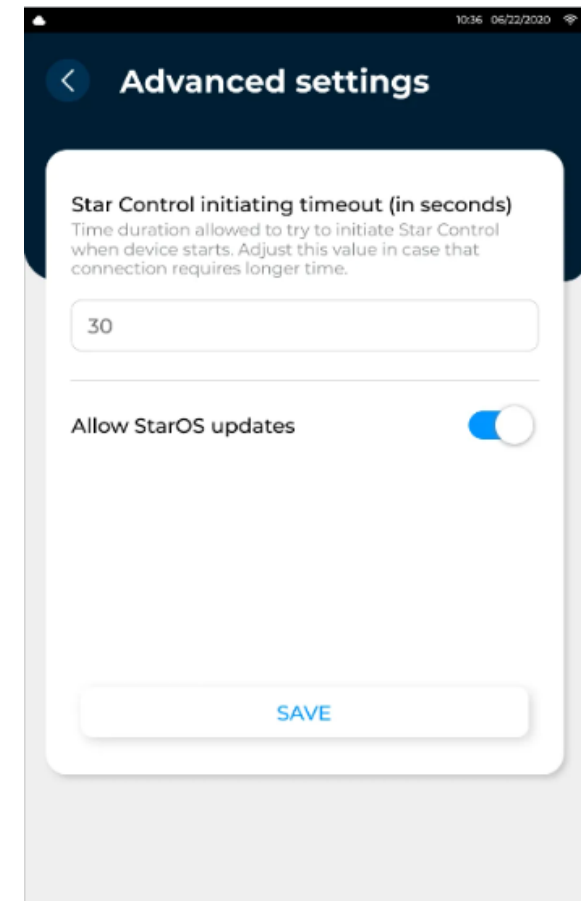 10:36 06/22/2020
Advanced settings
Star Control initiating timeout (in seconds)
Time duration allowed to try to initiate Star Control
when device starts. Adjust this value in case that
connection requires longer time.
30
Allow StarOS updates
SAVE